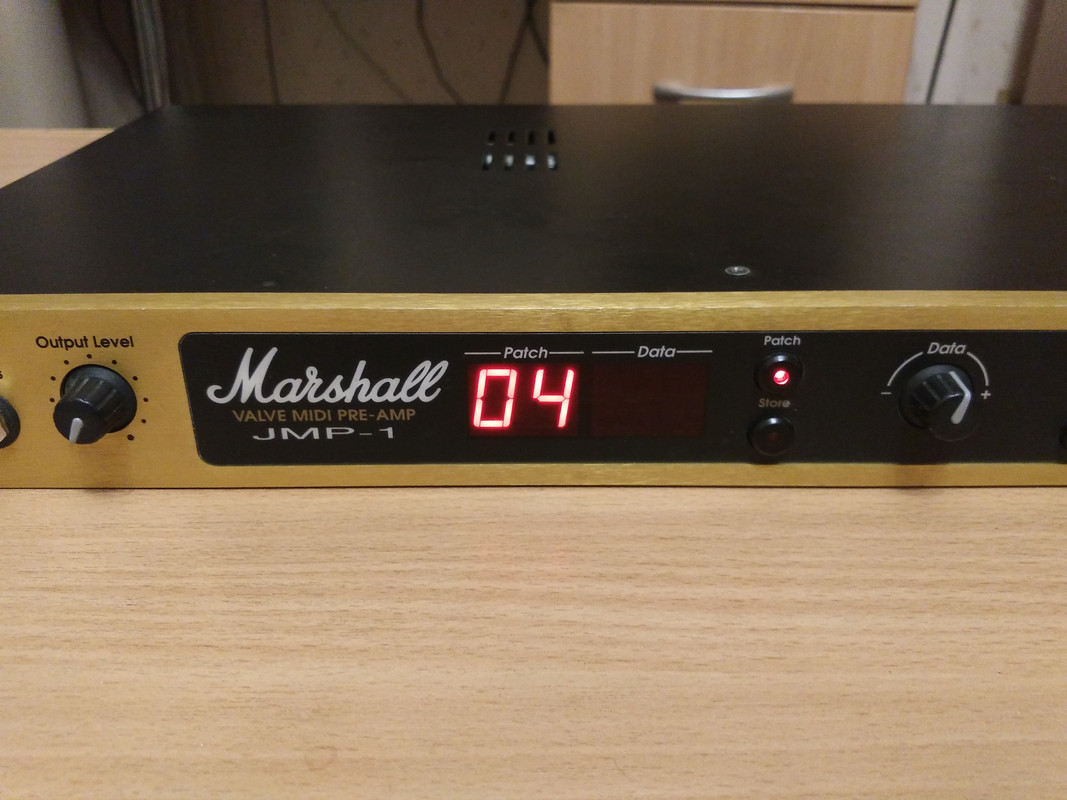 Output Level
Marshall
VALVE MIDI PRE-AMP
JMP-1
Patch
04
Data
Patch
Store
Data
- +